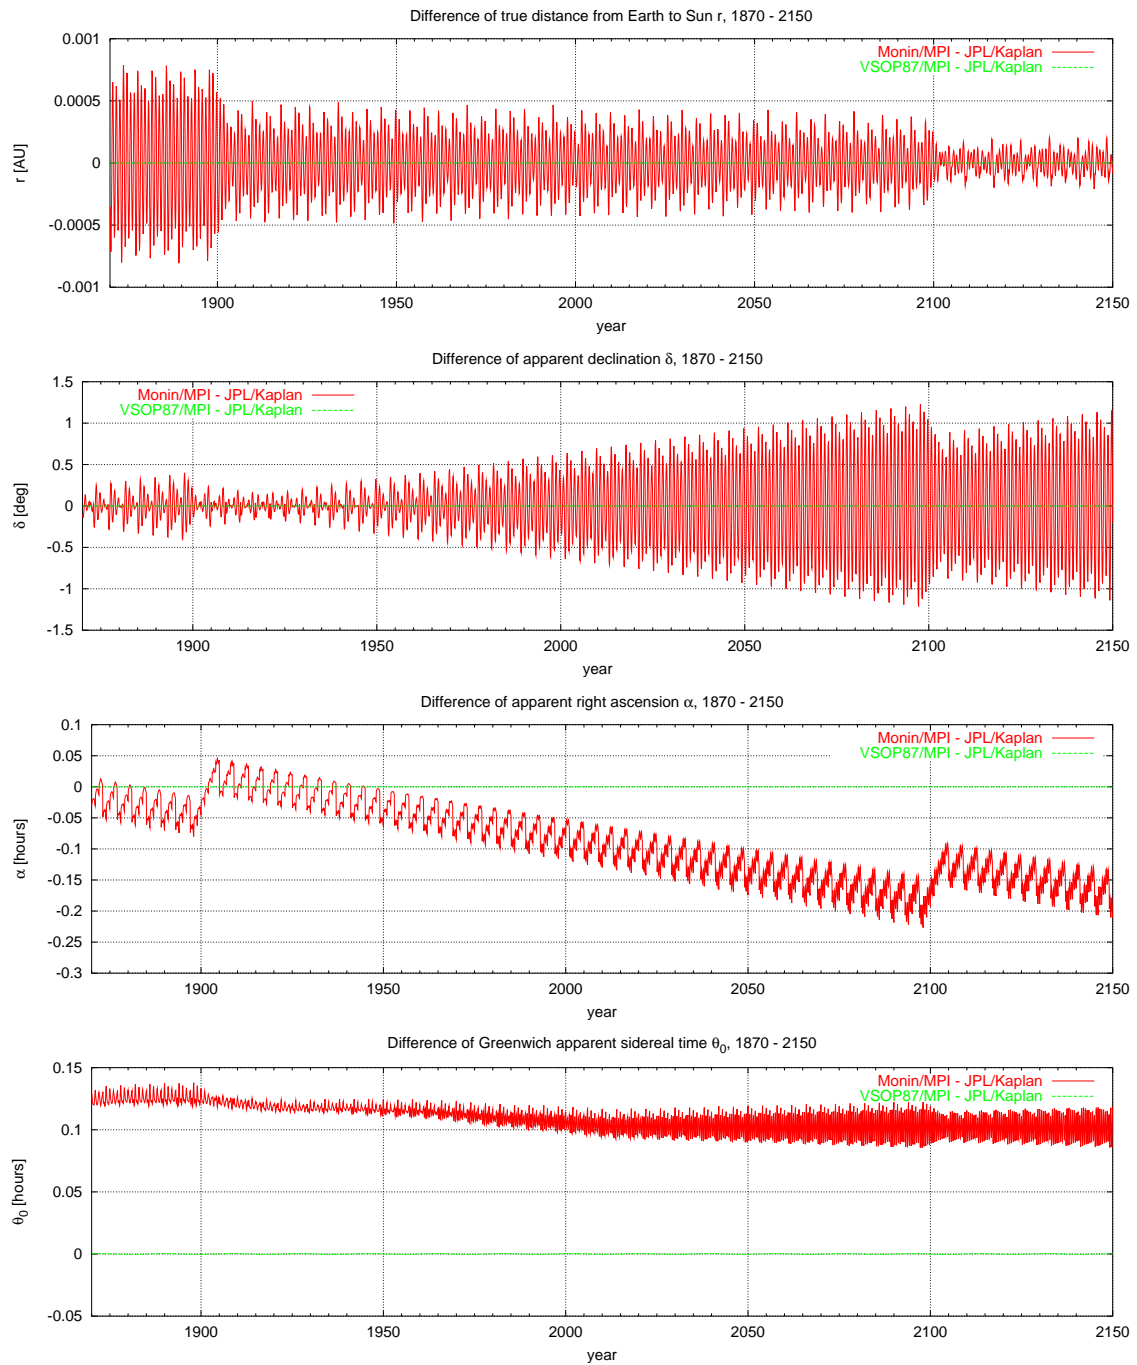 Difference of true distance from Earth to Sun r, 1870 - 2150
0.001
0.0005
0
-0.0005
-0.001
r [AU]
Monin/MPI - JPL/Kaplan
VSOP87/MPI - JPL/Kaplan
1900 1950 2000 2050 2100 2150
year
Difference of apparent declination δ, 1870 - 2150
1.5
1
0.5
0
-0.5
-1
-1.5
δ [deg]
Monin/MPI - JPL/Kaplan
VSOP87/MPI - JPL/Kaplan
1900 1950 2000 2050 2100 2150
year
Difference of apparent right ascension α, 1870 - 2150
0.1
0.05
0
-0.05
-0.1
-0.15
-0.2
-0.25
-0.3
α [hours]
Monin/MPI - JPL/Kaplan
VSOP87/MPI - JPL/Kaplan
1900 1950 2000 2050 2100 2150
year
Difference of Greenwich apparent sidereal time θ₀, 1870 - 2150
0.15
0.1
0.05
0
-0.05
θ₀ [hours]
Monin/MPI - JPL/Kaplan
VSOP87/MPI - JPL/Kaplan
1900 1950 2000 2050 2100 2150
year